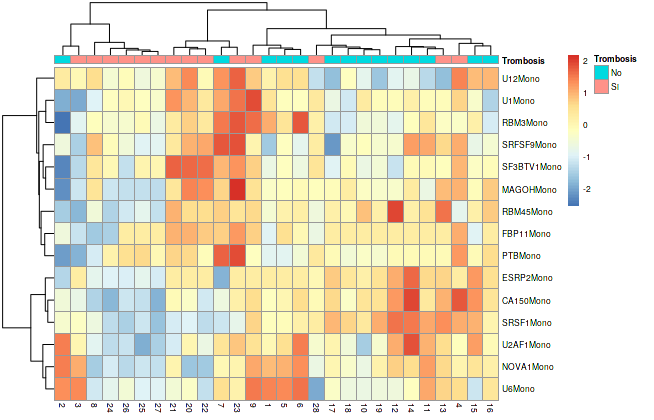 Trombosis
U12Mono
U1Mono
RBM3Mono
SRFSF9Mono
SF3BTV1Mono
MAGOHMono
RBM45Mono
FBP11Mono
PTBMono
ESRP2Mono
CA150Mono
SRSF1Mono
U2AF1Mono
NOVA1Mono
U6Mono
2 3 8 24 26 25 27 21 20 22 7 23 9 1 5 6 28 17 18 10 19 12 14 11 13 4 15 16
2
1
0
-1
-2
Trombosis
No
SI